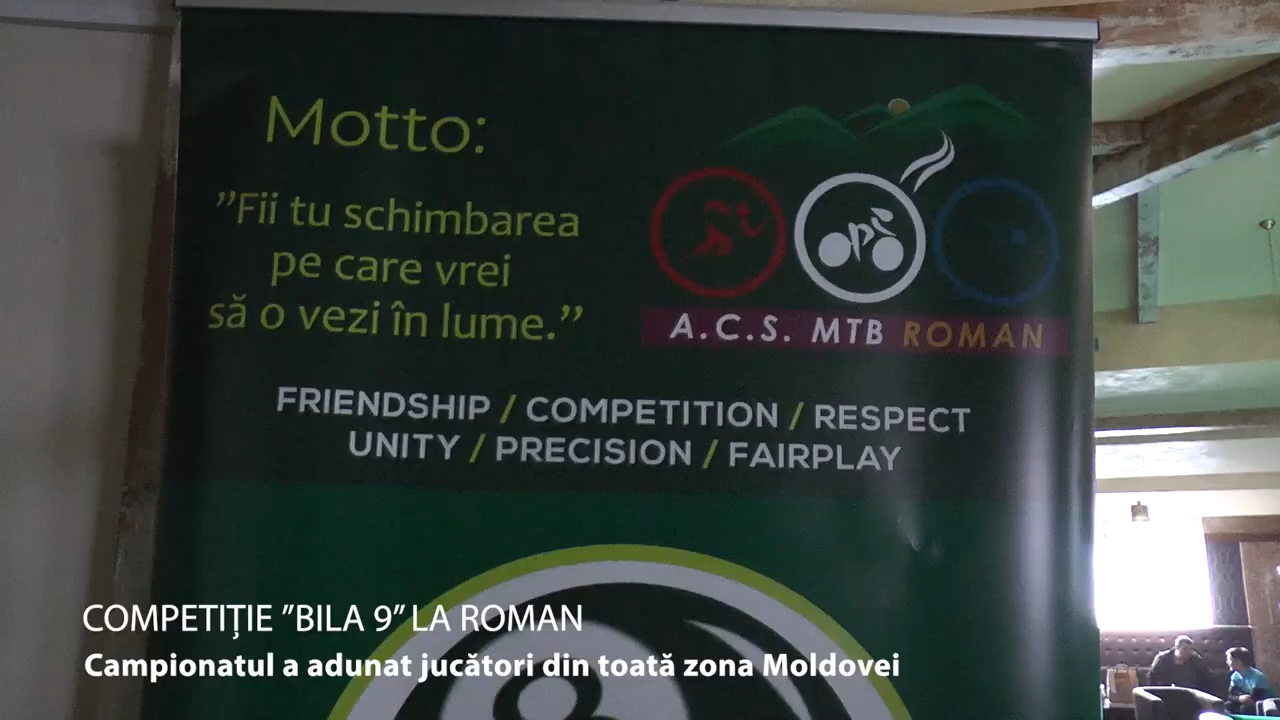 Motto:
”Fii tu schimbarea
pe care vrei
să o vezi în lume.”
A.C.S. MTB ROMAN
FRIENDSHIP / COMPETITION / RESPECT
UNITY / PRECISION / FAIRPLAY
COMPETIȚIE ”BILA 9” LA ROMAN
Campionatul a adunat jucători din toată zona Moldovei